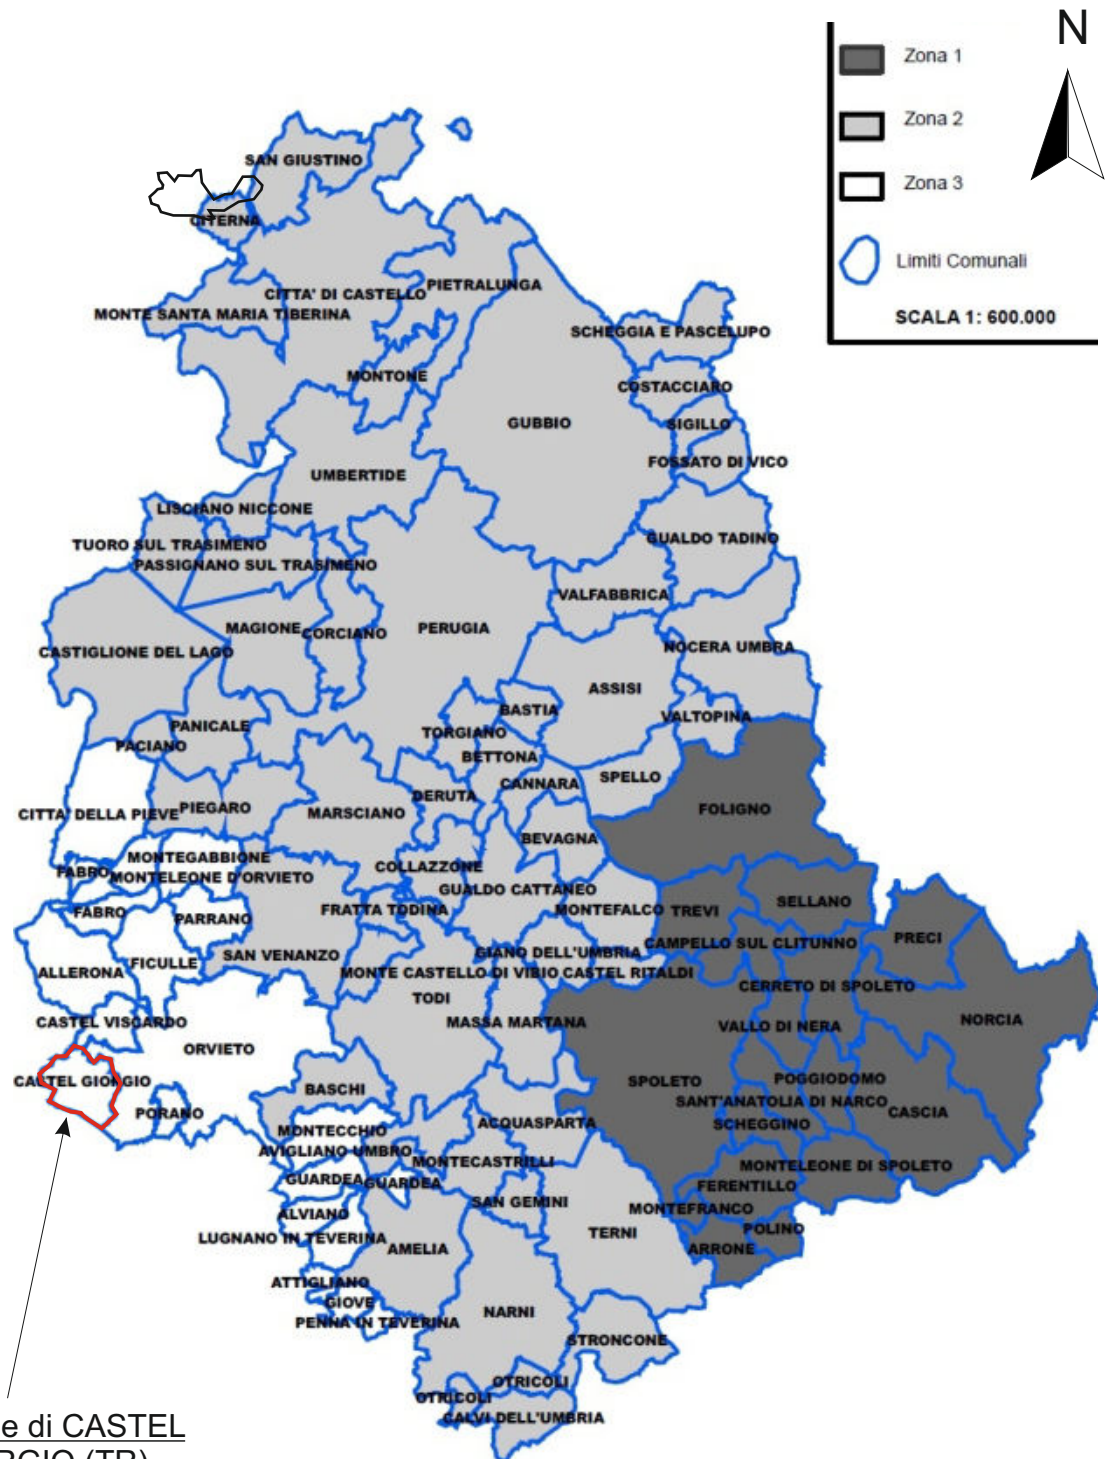 N
Zona 1
Zona 2
Zona 3
Limiti Comunali
SCALA 1: 600.000
SAN GIUSTINO
CITERNA
PIETRALUNGA
CITTA' DI CASTELLO
MONTE SANTA MARIA TIBERINA
SCHEGGIA E PASCELUPO
MONTONE
COSTACCIARO
GUBBIO
SIGILLO
FOSSATO DI VICO
UMBERTIDE
LISCIANO NICCONE
GUALDO TADINO
TUORO SUL TRASIMENO
PASSIGNANO SUL TRASIMENO
VALFABBRICA
MAGIONE
CORCIANO
PERUGIA
NOCERA UMBRA
CASTIGLIONE DEL LAGO
ASSISI
BASTIA
VALTOPINA
PANICALE
TORGIANO
PACIANO
BETTONA
SPELLO
CANNARA
DERUTA
PIEGARO
FOLIGNO
CITTA' DELLA PIEVE
MARSCIANO
BEVAGNA
MONTEGABBIONE
COLLAZZONE
FABRO
MONTELEONE D'ORVIETO
GUALDO CATTANEO
SELLANO
FRATTA TODINA
MONTEFALCO
TREVI
FABRO
PARRANO
PRECI
CAMPELLO SUL CLITUNNO
GIANO DELL'UMBRIA
SAN VENANZO
FICULLE
ALLERONA
MONTE CASTELLO DI VIBIO
CASTEL RITALDI
CERRETO DI SPOLETO
TODI
NORCIA
CASTEL VISCARDO
MASSA MARTANA
VALLO DI NERA
ORVIETO
CASTEL GIORGIO
SPOLETO
POGGIODOMO
BASCHI
SANT'ANATOLIA DI NARCO
CASCIA
PORANO
ACQUASPARTA
SCHEGGINO
MONTECCHIO
AVIGLIANO UMBRO
MONTECASTRILLI
MONTELEONE DI SPOLETO
GUARDEA
GUARDEA
FERENTILLO
SAN GEMINI
MONTEFRANCO
ALVIANO
POLINO
TERNI
LUGNANO IN TEVERINA
AMELIA
ARRONE
ATTIGLIANO
GIOVE
NARNI
PENNA IN TEVERINA
STRONCONE
OTRICOLI
OTRICOLI
CALVI DELL'UMBRIA
e di CASTEL
RGIO (TR)